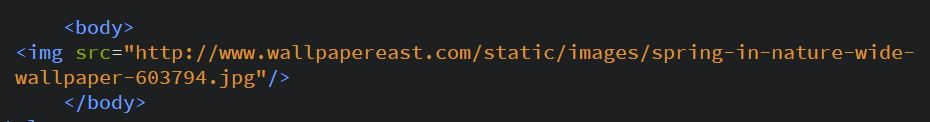 <body>
<img src="http://www.wallpapereast.com/static/images/spring-in-nature-wide-
wallpaper-603794.jpg"/>
</body>